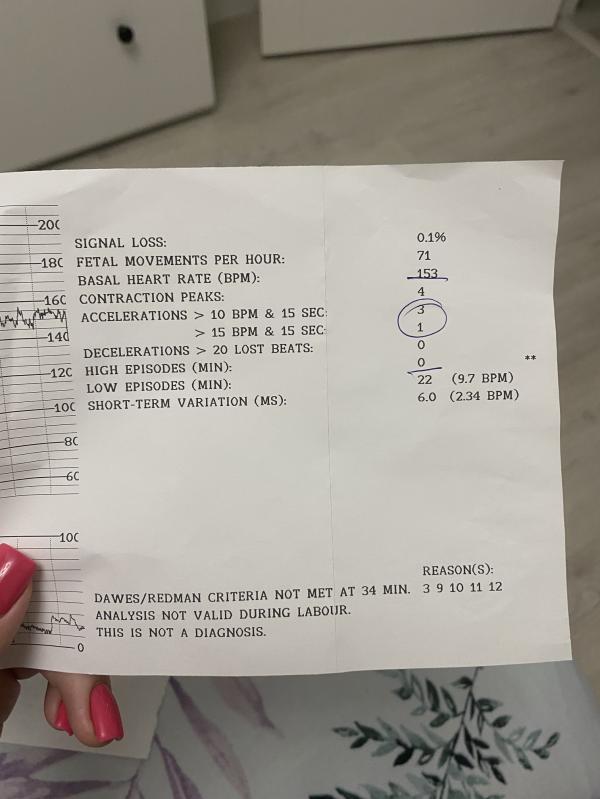 200
180
160
140
120
100
80
60
100
0
SIGNAL LOSS: 0.1%
FETAL MOVEMENTS PER HOUR: 71
BASAL HEART RATE (BPM): 153
CONTRACTION PEAKS: 4
ACCELERATIONS > 10 BPM & 15 SEC: 3
> 15 BPM & 15 SEC: 1
DECELERATIONS > 20 LOST BEATS: 0
HIGH EPISODES (MIN): 0 **
LOW EPISODES (MIN): 22 (9.7 BPM)
SHORT-TERM VARIATION (MS): 6.0 (2.34 BPM)
REASON(S):
DAWES/REDMAN CRITERIA NOT MET AT 34 MIN. 3 9 10 11 12
ANALYSIS NOT VALID DURING LABOUR.
THIS IS NOT A DIAGNOSIS.